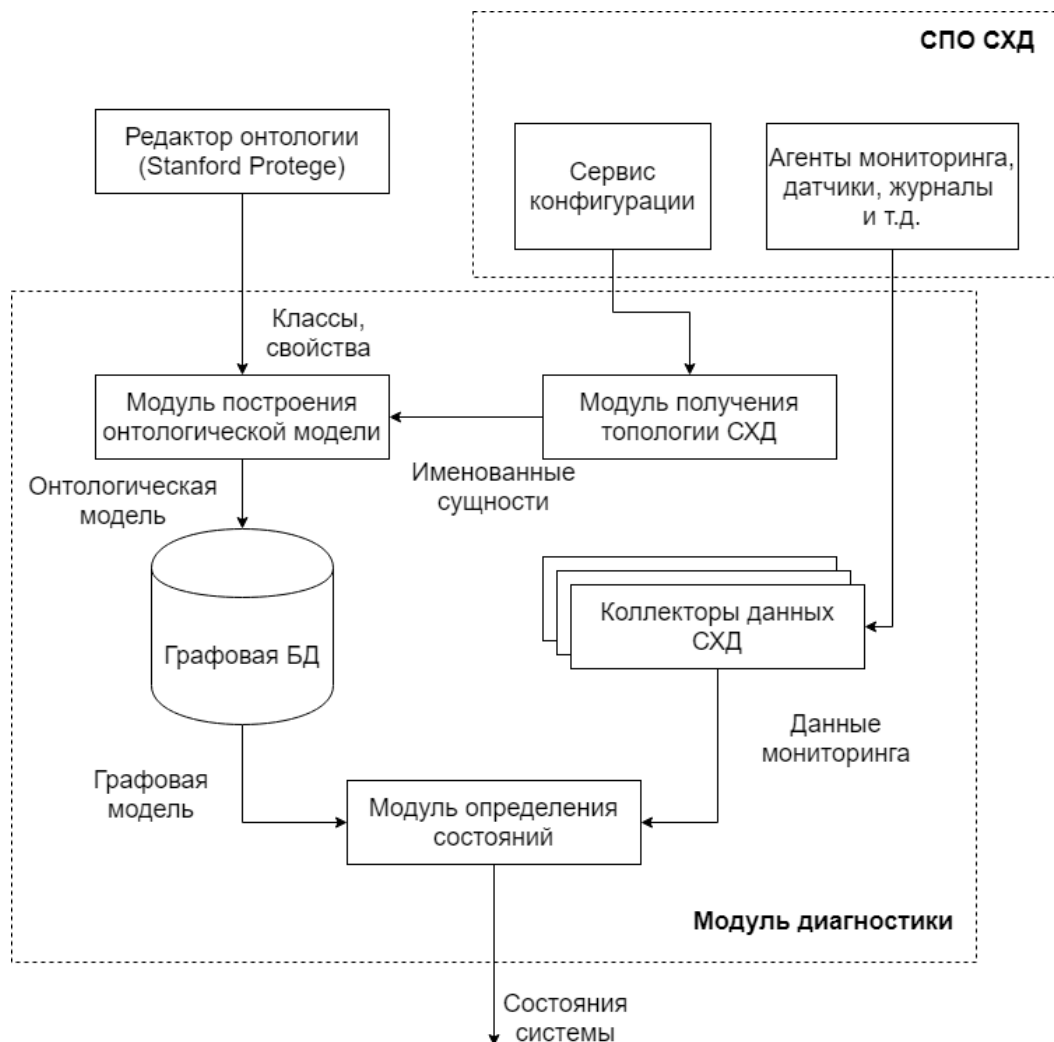 СПО СХД
Редактор онтологии
(Stanford Protege)
Сервис
конфигурации
Агенты мониторинга,
датчики, журналы
и т.д.
Классы,
свойства
Модуль построения
онтологической модели
Модуль получения
топологии СХД
Именованные
сущности
Онтологическая
модель
Графовая БД
Коллекторы данных
СХД
Данные
мониторинга
Графовая
модель
Модуль определения
состояний
Модуль диагностики
Состояния
системы